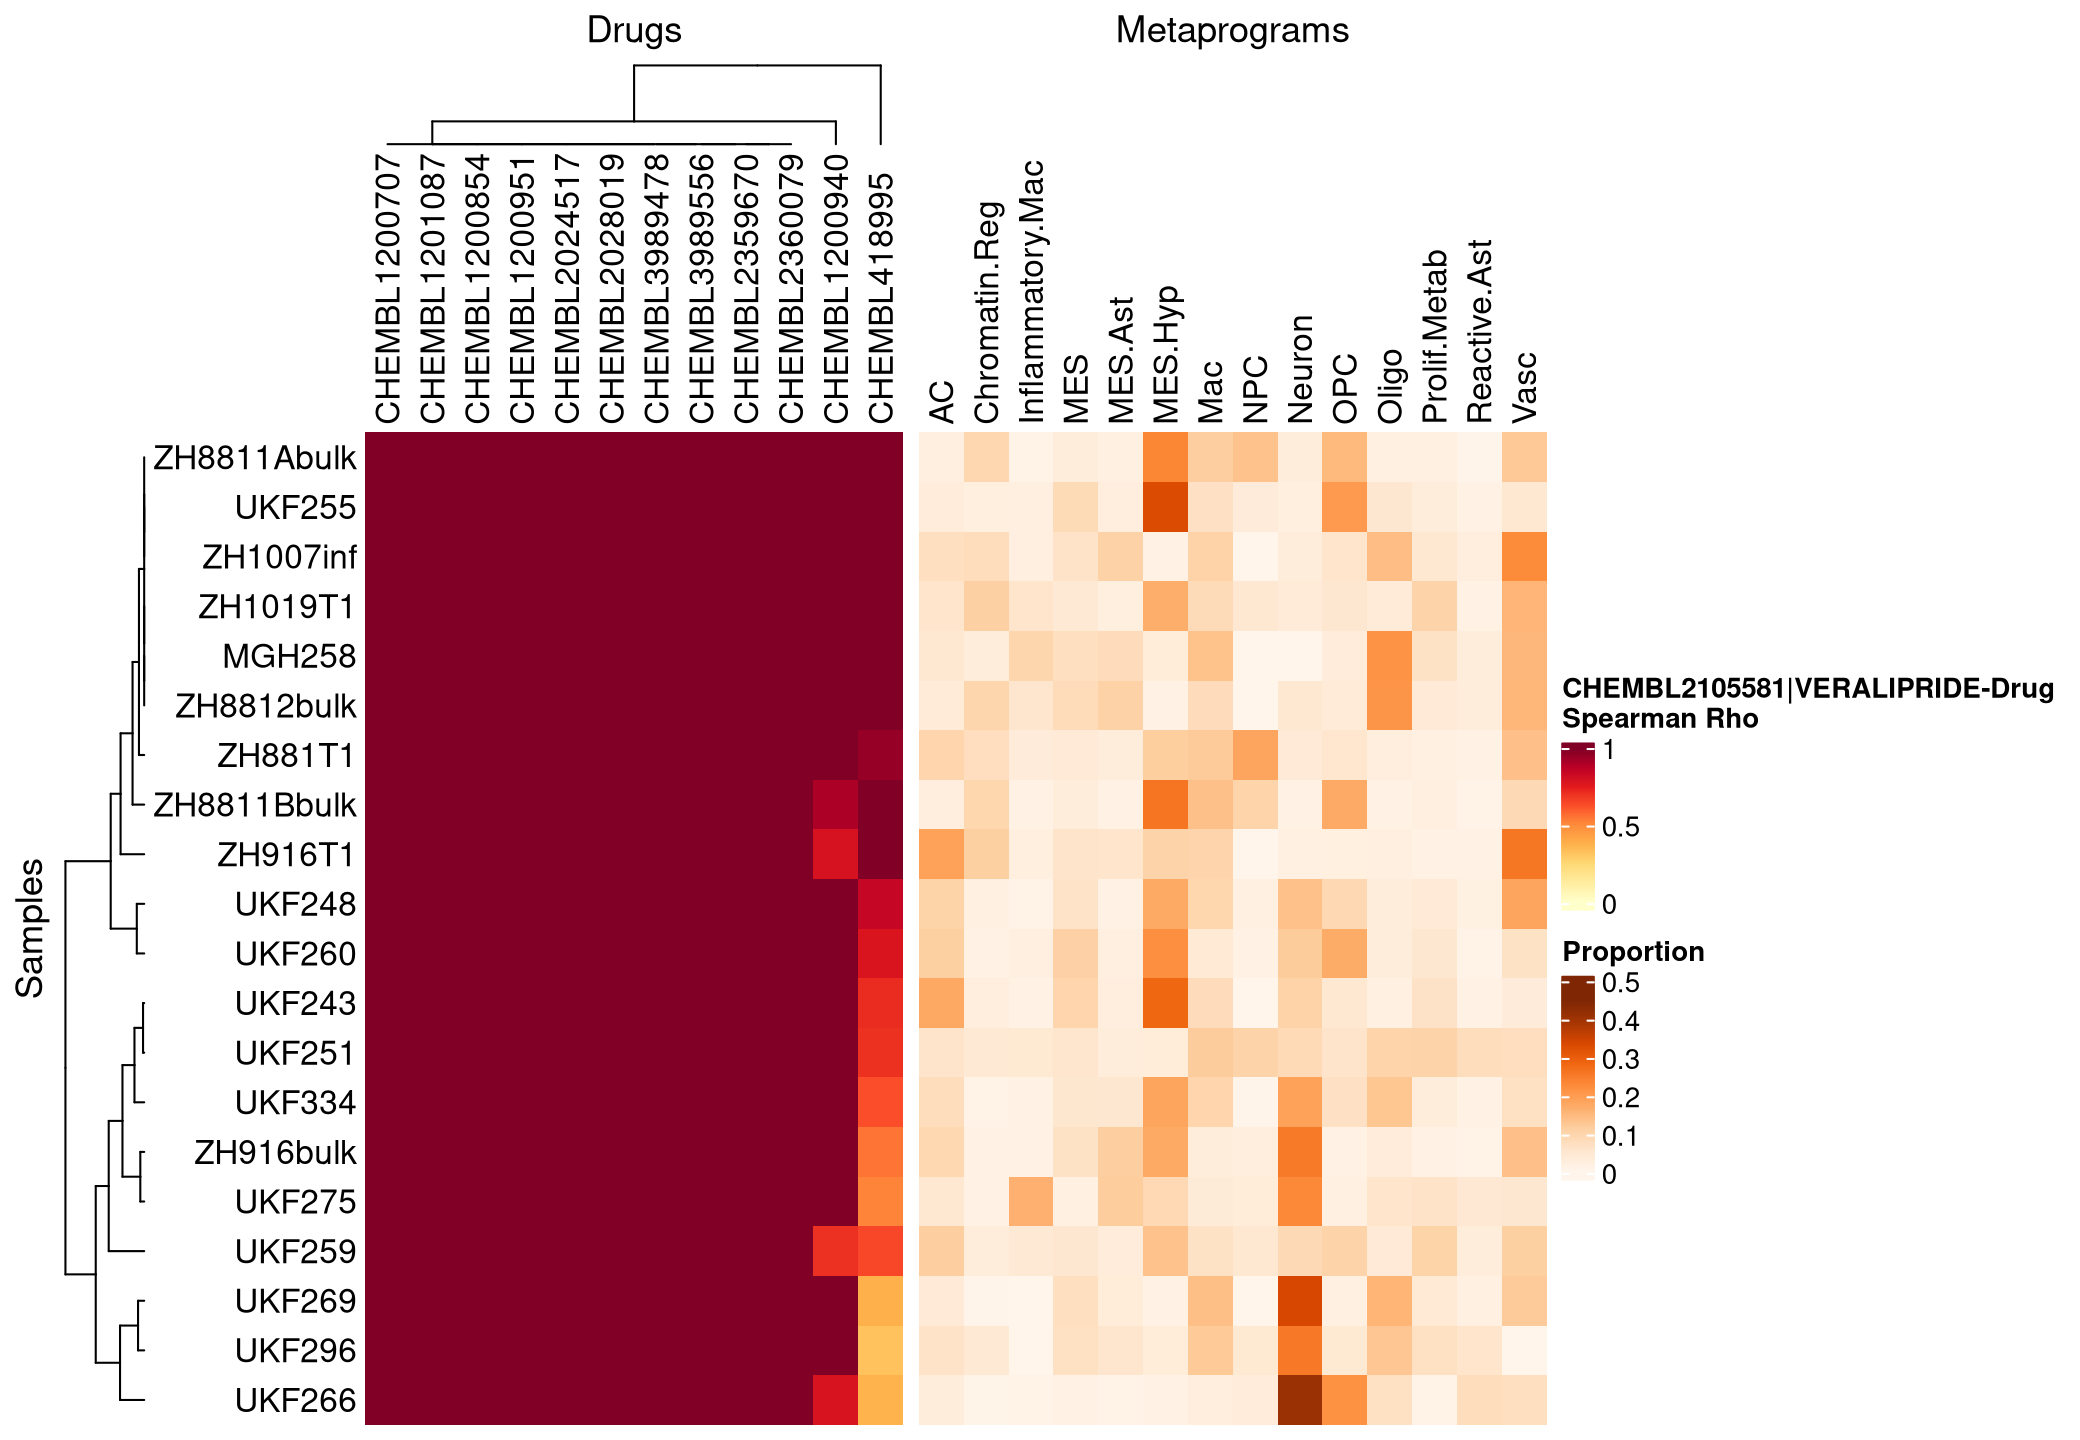 Drugs
Metaprograms
CHEMBL1200707
CHEMBL1201087
CHEMBL1200854
CHEMBL1200951
CHEMBL2024517
CHEMBL2028019
CHEMBL3989478
CHEMBL3989556
CHEMBL2359670
CHEMBL2360079
CHEMBL1200940
CHEMBL418995
AC
Chromatin.Reg
Inflammatory.Mac
MES
MES.Ast
MES.Hyp
Mac
NPC
Neuron
OPC
Oligo
Prolif.Metab
Reactive.Ast
Vasc
Samples
ZH8811Abulk
UKF255
ZH1007inf
ZH1019T1
MGH258
ZH8812bulk
ZH881T1
ZH8811Bbulk
ZH916T1
UKF248
UKF260
UKF243
UKF251
UKF334
ZH916bulk
UKF275
UKF259
UKF269
UKF296
UKF266
CHEMBL2105581|VERALIPRIDE-Drug
Spearman Rho
1
0.5
0
Proportion
0.5
0.4
0.3
0.2
0.1
0